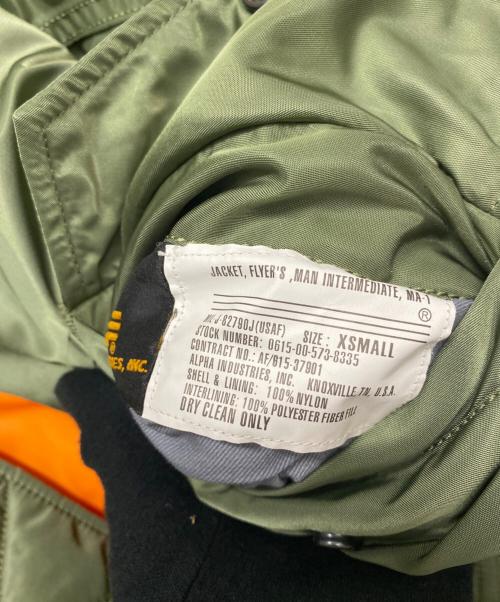 JACKET, FLYER'S ,MAN INTERMEDIATE, MA-1
®
MIL-J-82790J(USAF) SIZE: XSMALL
STOCK NUMBER: 0615-00-573-8335
CONTRACT NO.: AF/815-37901
ALPHA INDUSTRIES, INC. KNOXVILLE TN, U.S.A.
SHELL & LINING: 100% NYLON
INTERLINING: 100% POLYESTER FIBER FILL
DRY CLEAN ONLY
®
INC.